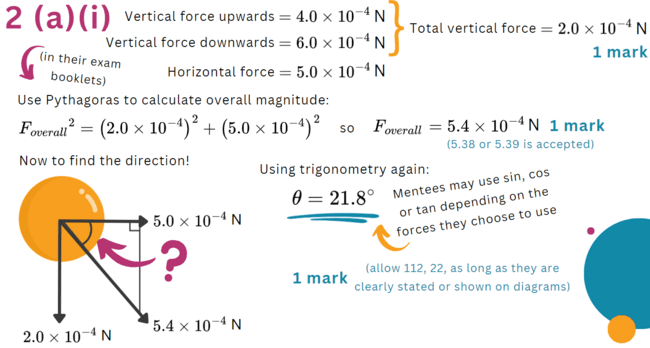 2 (a)(i)
(in their exam
booklets)
Vertical force upwards = 4.0 × 10⁻⁴ N
Vertical force downwards = 6.0 × 10⁻⁴ N
Horizontal force = 5.0 × 10⁻⁴ N
Total vertical force = 2.0 × 10⁻⁴ N
1 mark
Use Pythagoras to calculate overall magnitude:
F_overall² = (2.0 × 10⁻⁴)² + (5.0 × 10⁻⁴)² so F_overall = 5.4 × 10⁻⁴ N 1 mark
(5.38 or 5.39 is accepted)
Now to find the direction!
5.0 × 10⁻⁴ N
?
5.4 × 10⁻⁴ N
2.0 × 10⁻⁴ N
Using trigonometry again:
θ = 21.8°
Mentees may use sin, cos
or tan depending on the
forces they choose to use
1 mark
(allow 112, 22, as long as they are
clearly stated or shown on diagrams)